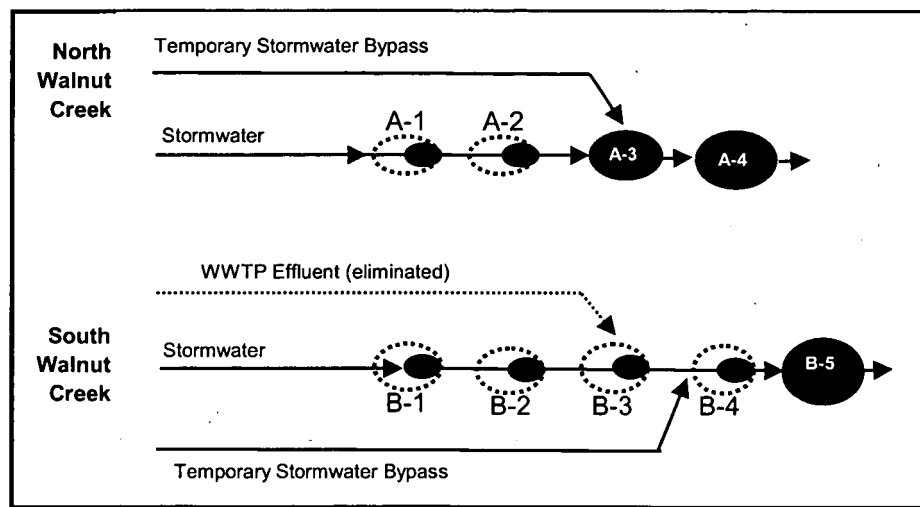 North
Walnut
Creek
Temporary Stormwater Bypass
Stormwater
A-1
A-2
A-3
A-4
WWTP Effluent (eliminated)
South
Walnut
Creek
Stormwater
B-1
B-2
B-3
B-4
B-5
Temporary Stormwater Bypass